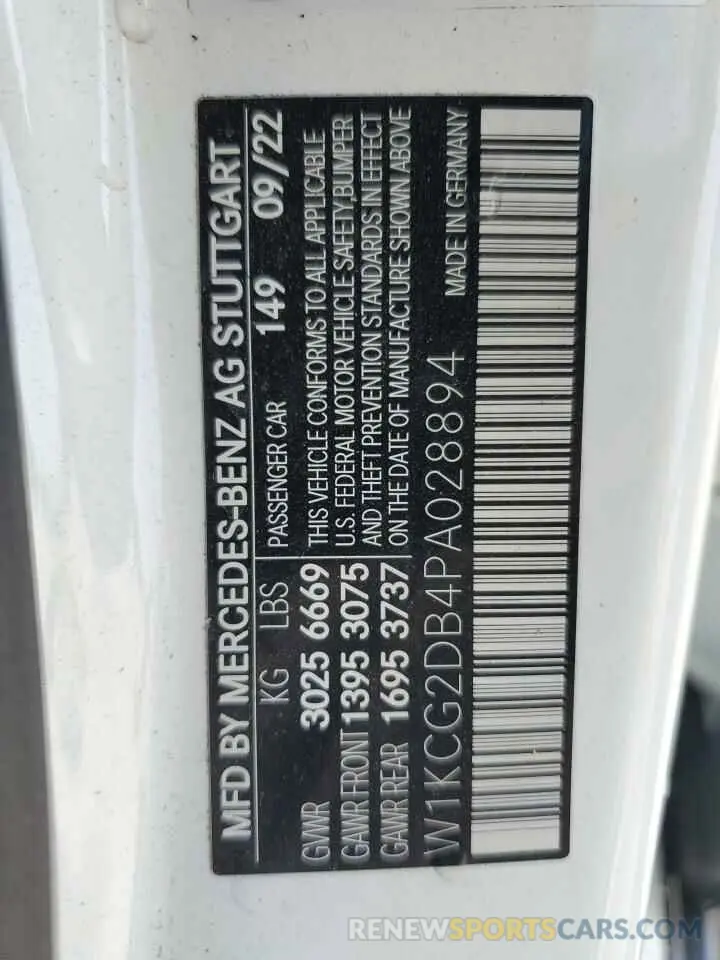 MFD BY MERCEDES-BENZ AG STUTTGART
KG LBS PASSENGER CAR 149 09/22
GVWR 3025 6669 THIS VEHICLE CONFORMS TO ALL APPLICABLE
GAWR FRONT 1395 3075 U.S. FEDERAL MOTOR VEHICLE SAFETY, BUMPER
GAWR REAR 1695 3737 AND THEFT PREVENTION STANDARDS IN EFFECT
ON THE DATE OF MANUFACTURE SHOWN ABOVE
W1KCG2DB4PA028894 MADE IN GERMANY
RENEWSPORTSCARS.COM